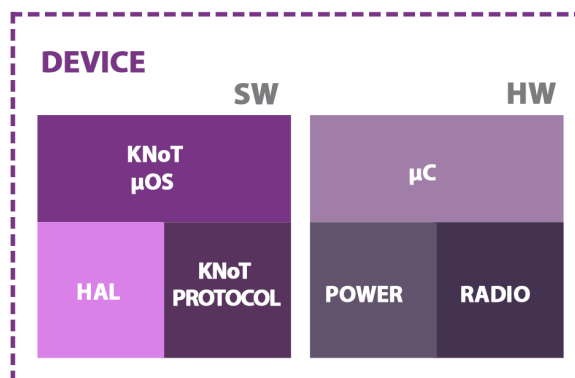 DEVICE
SW
HW
KNoT
µOS
µC
HAL
KNoT
PROTOCOL
POWER
RADIO